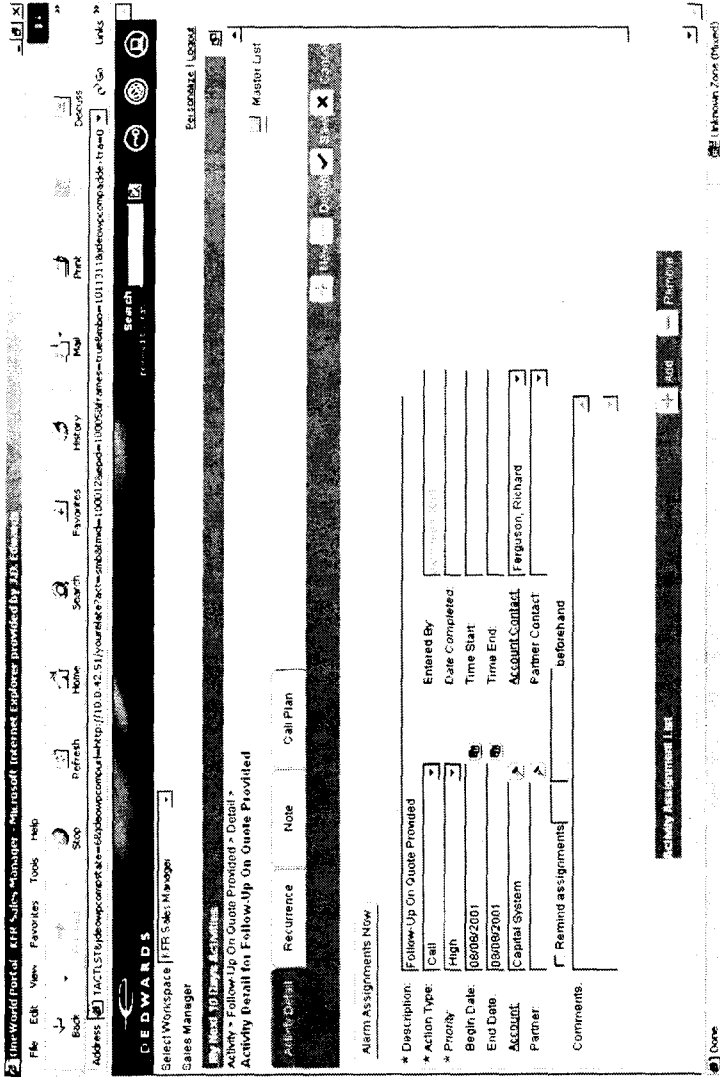 OneWorld Portal - KFR Sales Manager - Microsoft Internet Explorer provided by J.D. Edwards
File Edit View Favorites Tools Help
Back Stop Refresh Home Search Favorites History Mail Print Discuss
Address Go Links »
J D EDWARDS Search
Select Workspace KFR Sales Manager
Sales Manager Personalize | Logout
My Next 10 Days Activities
Activity > Follow-Up On Quote Provided > Detail >
Activity Detail for Follow-Up On Quote Provided Master List
Activity Detail Recurrence Note Call Plan
New Delete Save Cancel
Alarm Assignments Now
* Description: Follow-Up On Quote Provided
* Action Type: Call Entered By:
* Priority: High Date Completed:
Begin Date: 08/08/2001 Time Start:
End Date: 08/08/2001 Time End:
Account: Capital System Account Contact: Ferguson, Richard
Partner: Partner Contact:
Remind assignments beforehand
Comments:
Activity Assignment List Add Remove
Done Unknown Zone (Mixed)